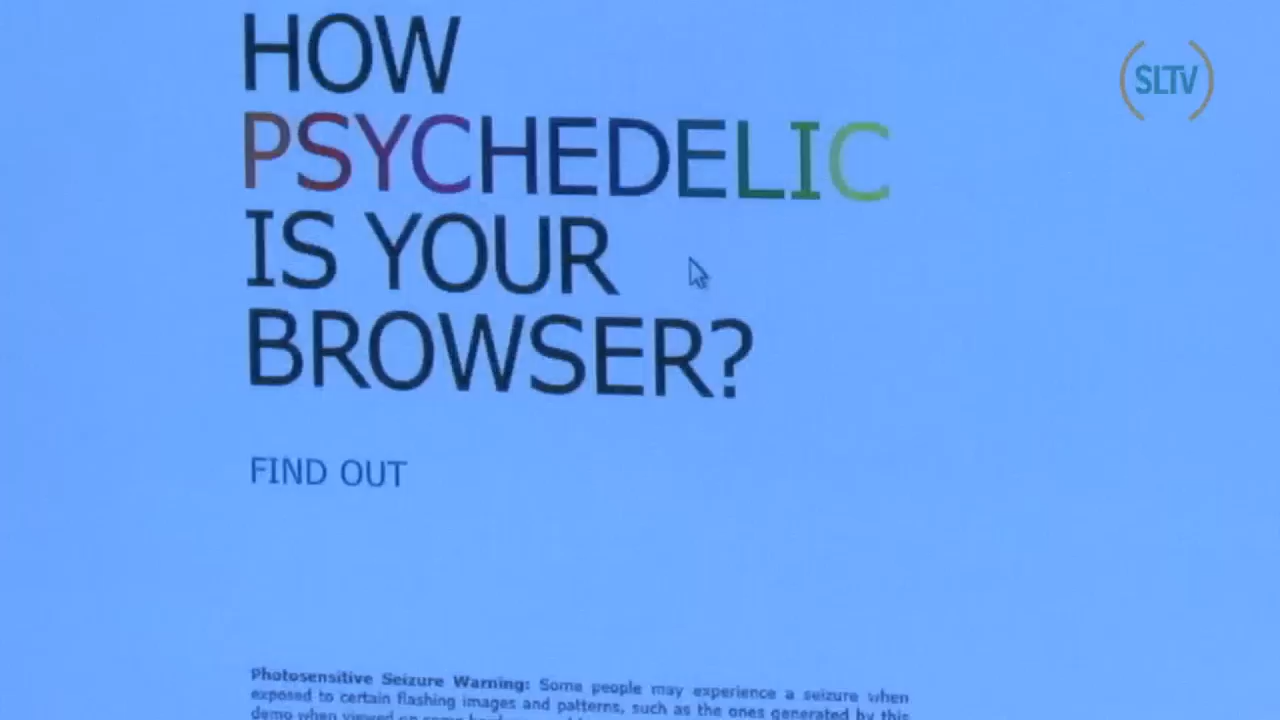 HOW
(SLTV)
PSYCHEDELIC
IS YOUR
BROWSER?
FIND OUT
Photosensitive Seizure Warning: Some people may experience a seizure when
exposed to certain flashing images and patterns, such as the ones generated by this
demo when viewed on some